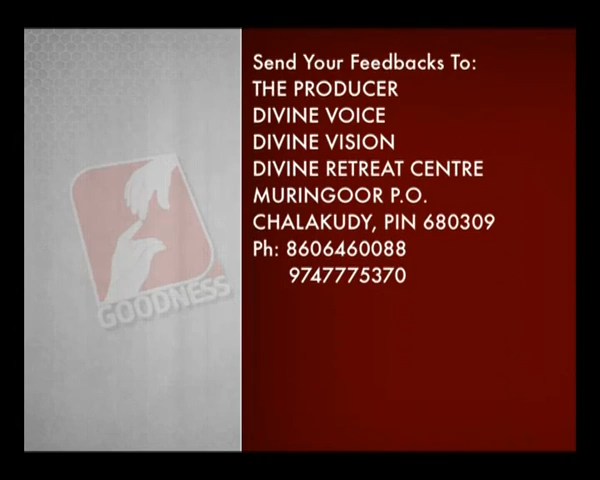 Send Your Feedbacks To:
THE PRODUCER
DIVINE VOICE
DIVINE VISION
DIVINE RETREAT CENTRE
MURINGOOR P.O.
CHALAKUDY, PIN 680309
Ph: 8606460088
9747775370
GOODNESS